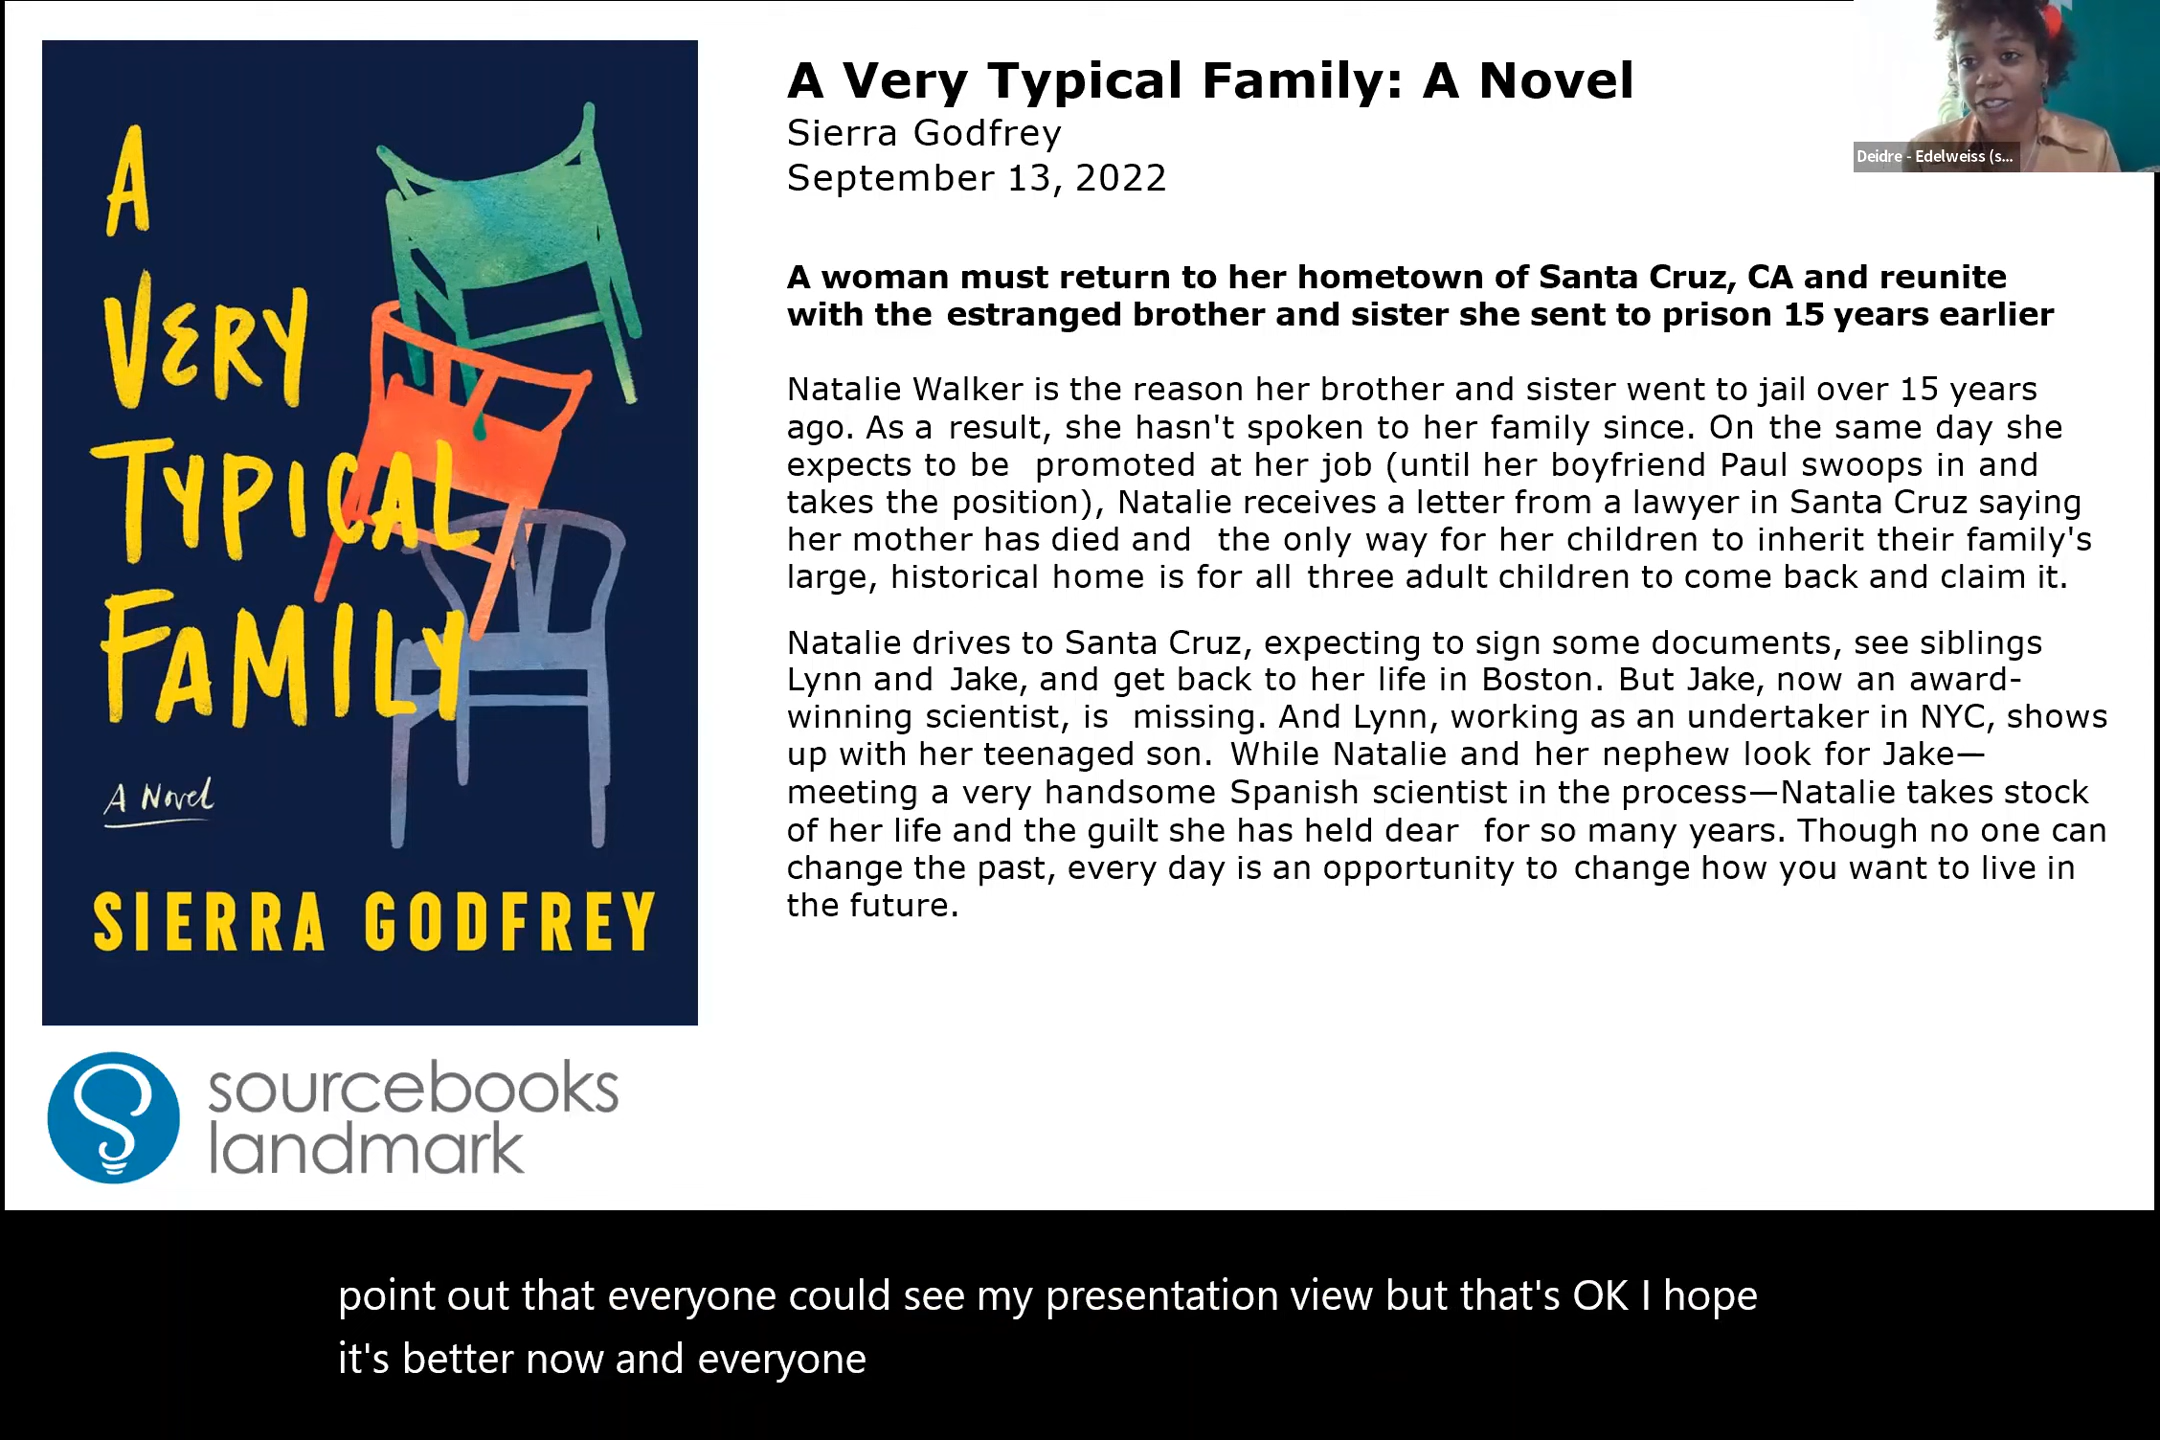 A
VERY
TYPICAL
FAMILY
A Novel
SIERRA GODFREY
sourcebooks
landmark
A Very Typical Family: A Novel
Sierra Godfrey
September 13, 2022
A woman must return to her hometown of Santa Cruz, CA and reunite
with the estranged brother and sister she sent to prison 15 years earlier
Natalie Walker is the reason her brother and sister went to jail over 15 years
ago. As a result, she hasn't spoken to her family since. On the same day she
expects to be promoted at her job (until her boyfriend Paul swoops in and
takes the position), Natalie receives a letter from a lawyer in Santa Cruz saying
her mother has died and the only way for her children to inherit their family's
large, historical home is for all three adult children to come back and claim it.
Natalie drives to Santa Cruz, expecting to sign some documents, see siblings
Lynn and Jake, and get back to her life in Boston. But Jake, now an award-
winning scientist, is missing. And Lynn, working as an undertaker in NYC, shows
up with her teenaged son. While Natalie and her nephew look for Jake—
meeting a very handsome Spanish scientist in the process—Natalie takes stock
of her life and the guilt she has held dear for so many years. Though no one can
change the past, every day is an opportunity to change how you want to live in
the future.
Deidre - Edelweiss (s...
point out that everyone could see my presentation view but that's OK I hope
it's better now and everyone